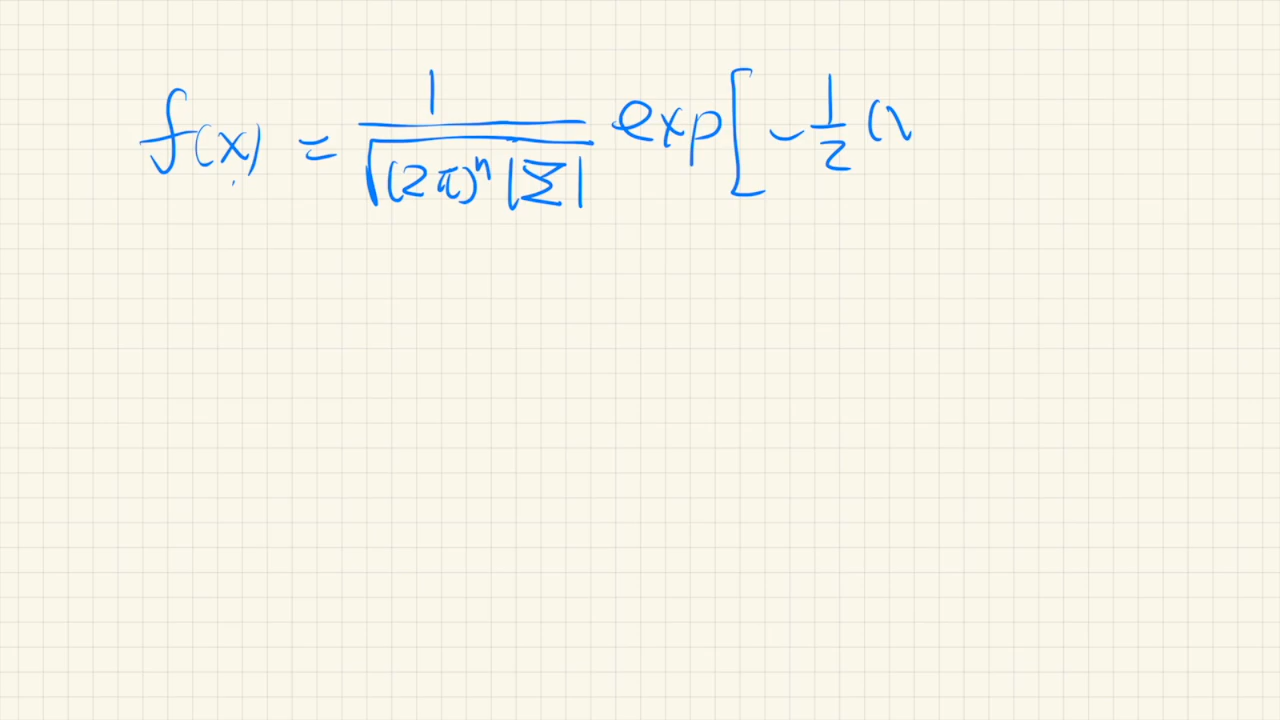 f(x) = 1/√((2π)ⁿ |Σ|) exp[ -1/2 (